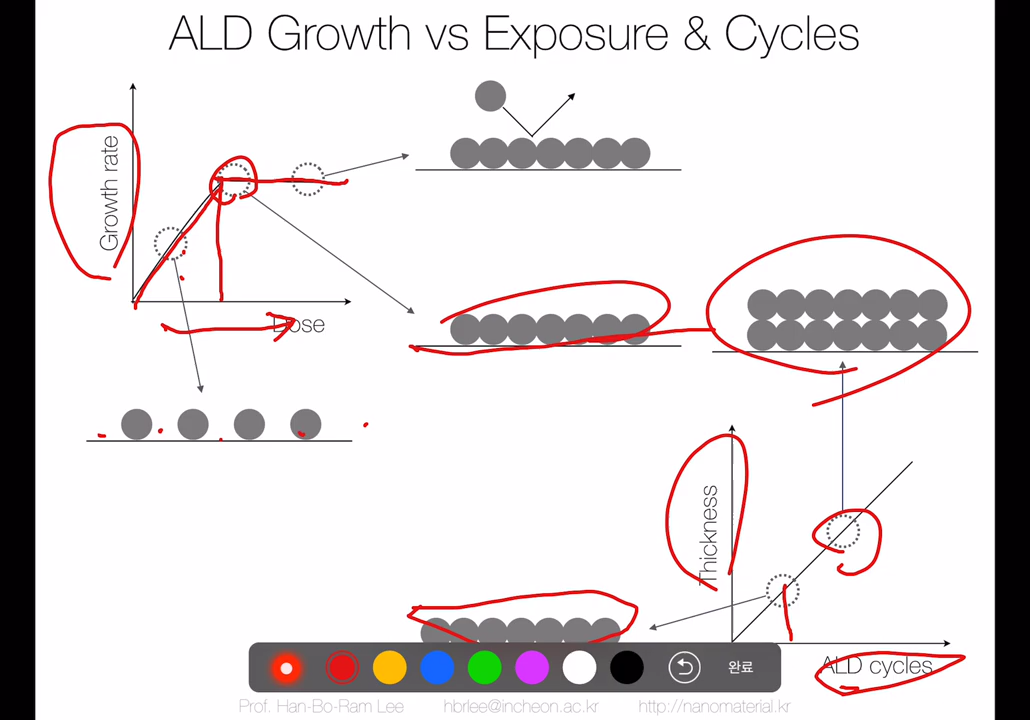 ALD Growth vs Exposure & Cycles
Growth rate
Dose
Thickness
ALD cycles
완료
Prof. Han-Bo-Ram Lee
hbrlee@incheon.ac.kr
http://nanomaterial.kr